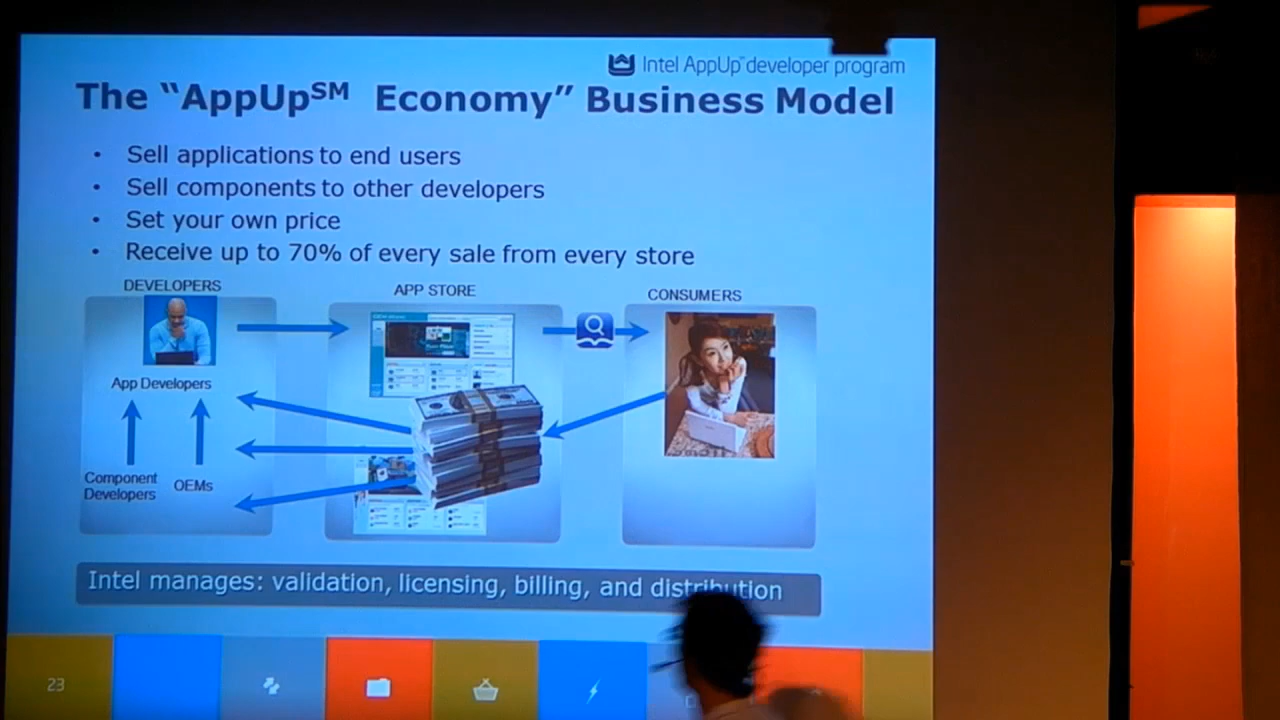 Intel AppUp℠ developer program
The “AppUp℠ Economy” Business Model
• Sell applications to end users
• Sell components to other developers
• Set your own price
• Receive up to 70% of every sale from every store
DEVELOPERS
APP STORE
CONSUMERS
App Developers
Component
Developers
OEMs
Intel manages: validation, licensing, billing, and distribution
23